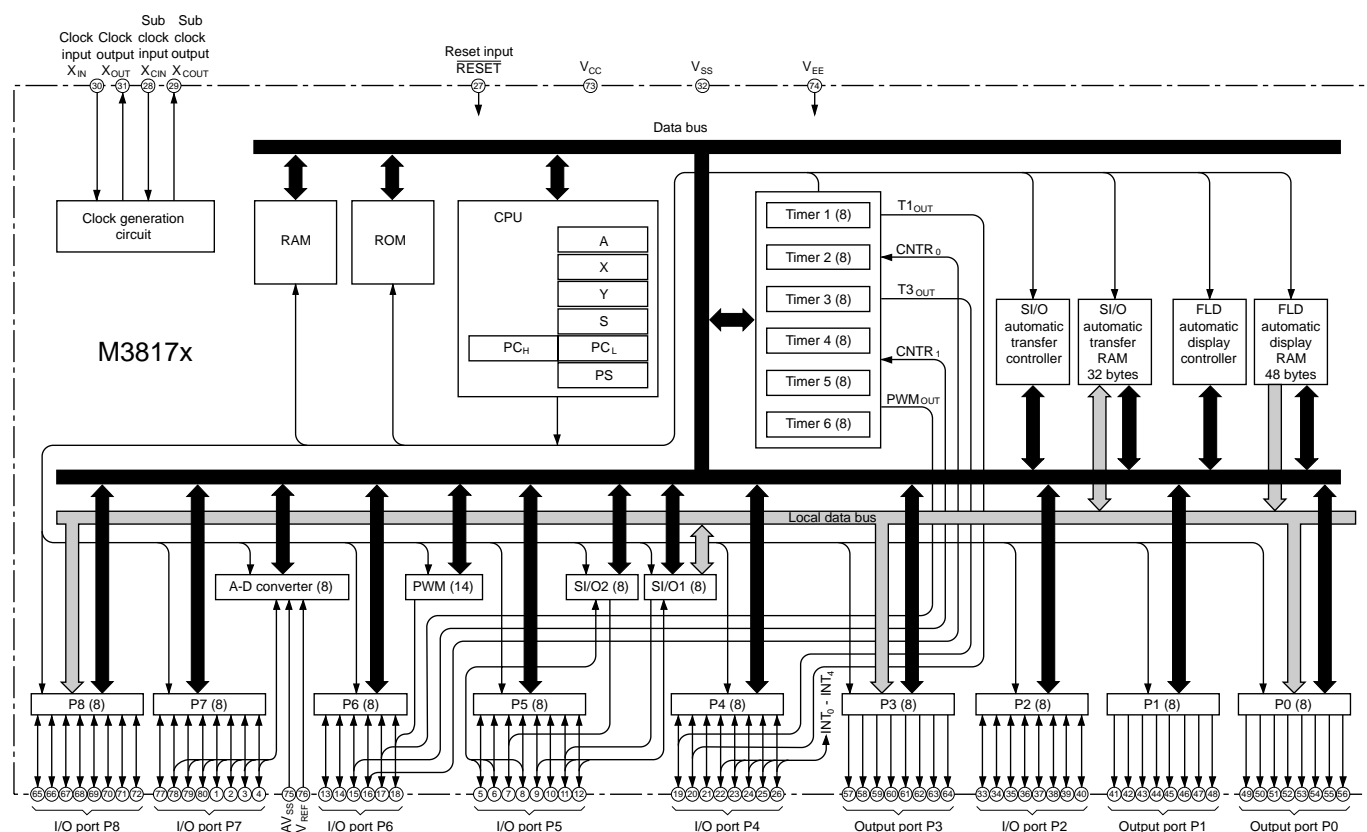 Clock input XIN
Clock output XOUT
Sub clock input XCIN
Sub clock output XCOUT
Reset input RESET
VCC
VSS
VEE
30 31 28 29 27 73 32 74
Data bus
Clock generation circuit
RAM
ROM
CPU
A
X
Y
S
PCH
PCL
PS
Timer 1 (8)
Timer 2 (8)
Timer 3 (8)
Timer 4 (8)
Timer 5 (8)
Timer 6 (8)
T1OUT
CNTR0
T3OUT
CNTR1
PWMOUT
SI/O automatic transfer controller
SI/O automatic transfer RAM 32 bytes
FLD automatic display controller
FLD automatic display RAM 48 bytes
M3817x
Local data bus
A-D converter (8)
PWM (14)
SI/O2 (8)
SI/O1 (8)
INT0 - INT4
P8 (8)
P7 (8)
P6 (8)
P5 (8)
P4 (8)
P3 (8)
P2 (8)
P1 (8)
P0 (8)
65 66 67 68 69 70 71 72
77 78 79 80 1 2 3 4
75 76
13 14 15 16 17 18
5 6 7 8 9 10 11 12
19 20 21 22 23 24 25 26
57 58 59 60 61 62 63 64
33 34 35 36 37 38 39 40
41 42 43 44 45 46 47 48
49 50 51 52 53 54 55 56
I/O port P8
I/O port P7
AVSS
VREF
I/O port P6
I/O port P5
I/O port P4
Output port P3
I/O port P2
Output port P1
Output port P0